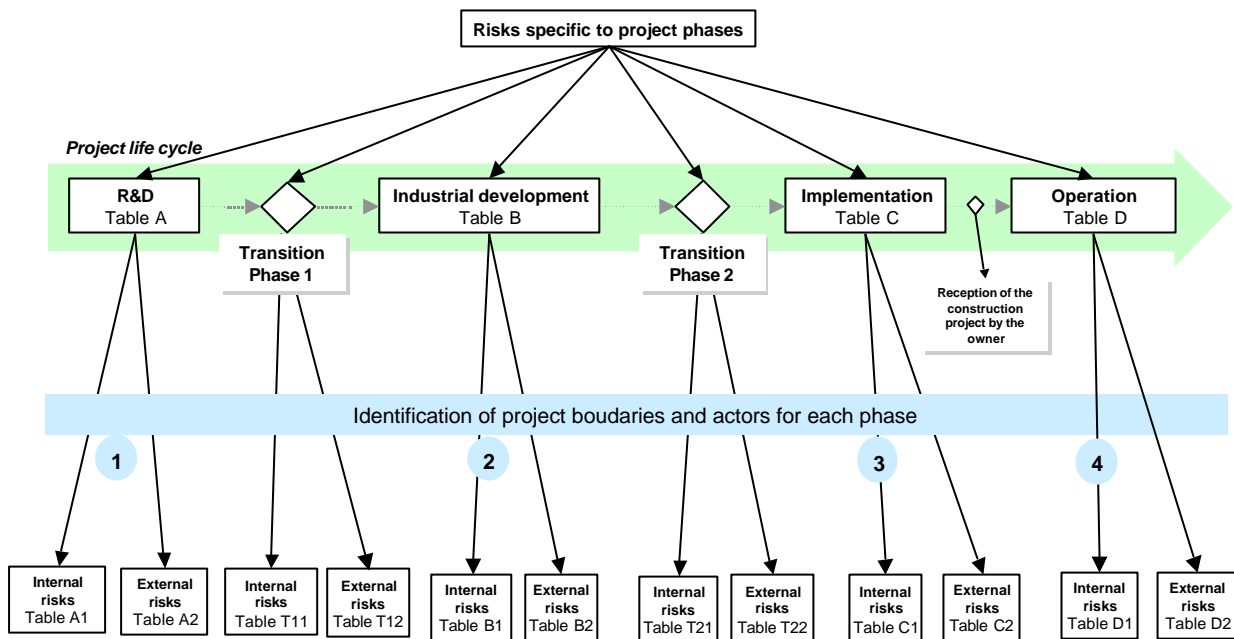 Risks specific to project phases
Project life cycle
R&D
Table A
Industrial development
Table B
Implementation
Table C
Operation
Table D
Transition
Phase 1
Transition
Phase 2
Reception of the
construction
project by the
owner
Identification of project boudaries and actors for each phase
1
2
3
4
Internal
risks
Table A1
External
risks
Table A2
Internal
risks
Table T11
External
risks
Table T12
Internal
risks
Table B1
External
risks
Table B2
Internal
risks
Table T21
External
risks
Table T22
Internal
risks
Table C1
External
risks
Table C2
Internal
risks
Table D1
External
risks
Table D2